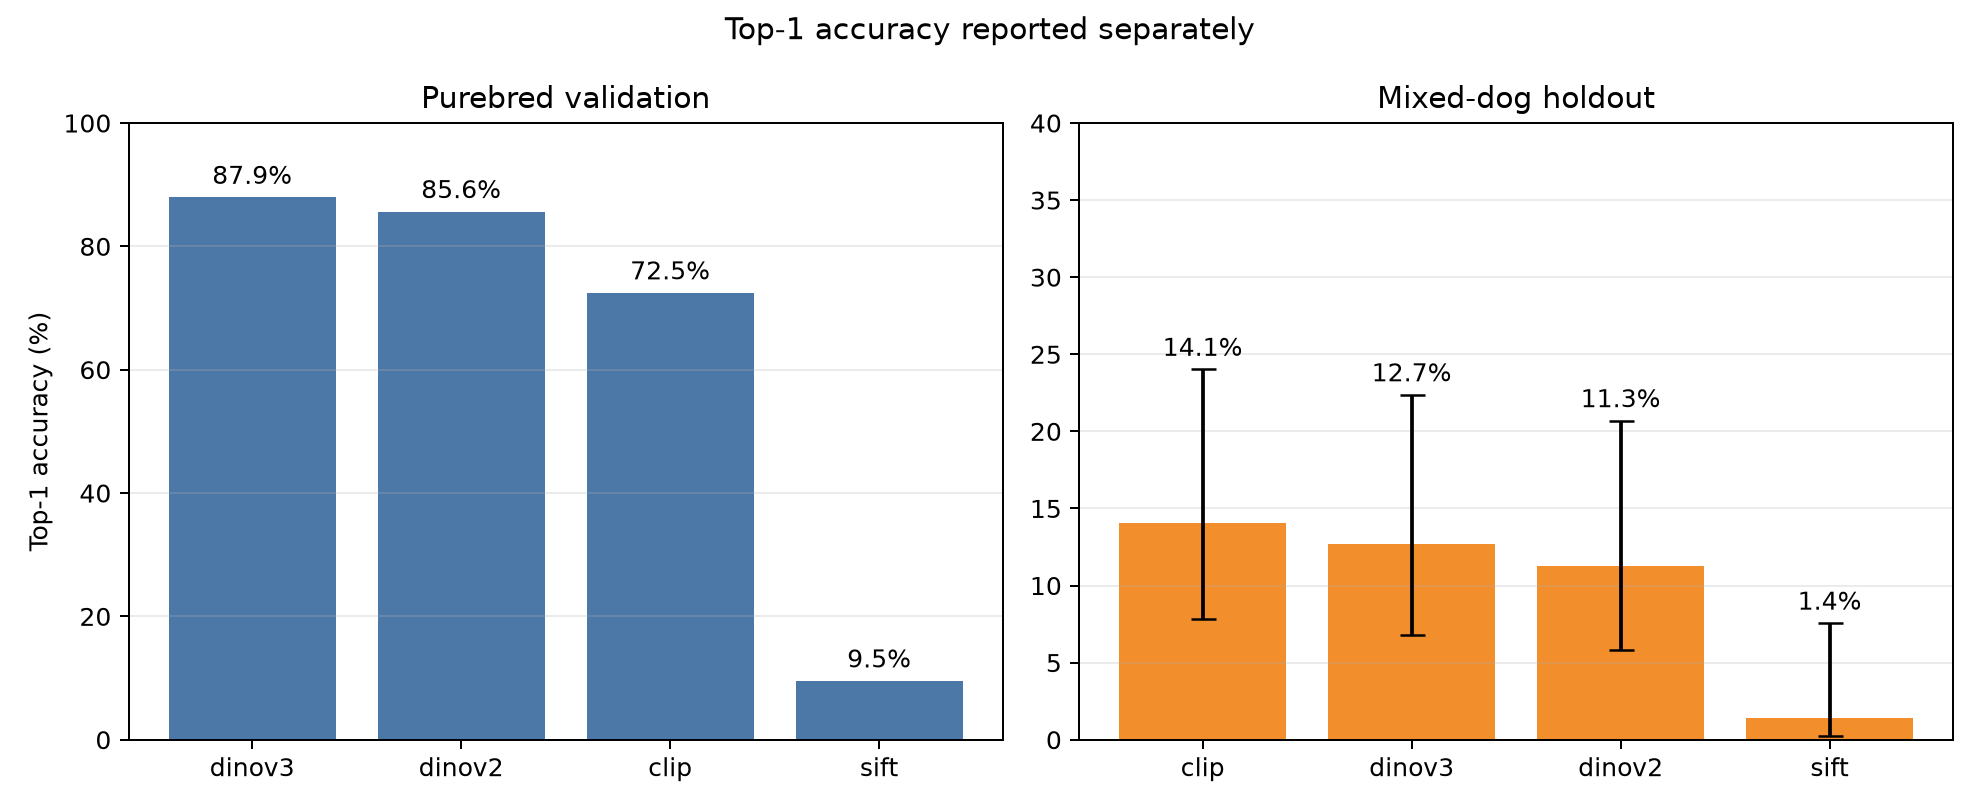 Top-1 accuracy reported separately
Purebred validation
Top-1 accuracy (%)
100
80
60
40
20
0
87.9%
85.6%
72.5%
9.5%
dinov3
dinov2
clip
sift
Mixed-dog holdout
40
35
30
25
20
15
10
5
0
14.1%
12.7%
11.3%
1.4%
clip
dinov3
dinov2
sift